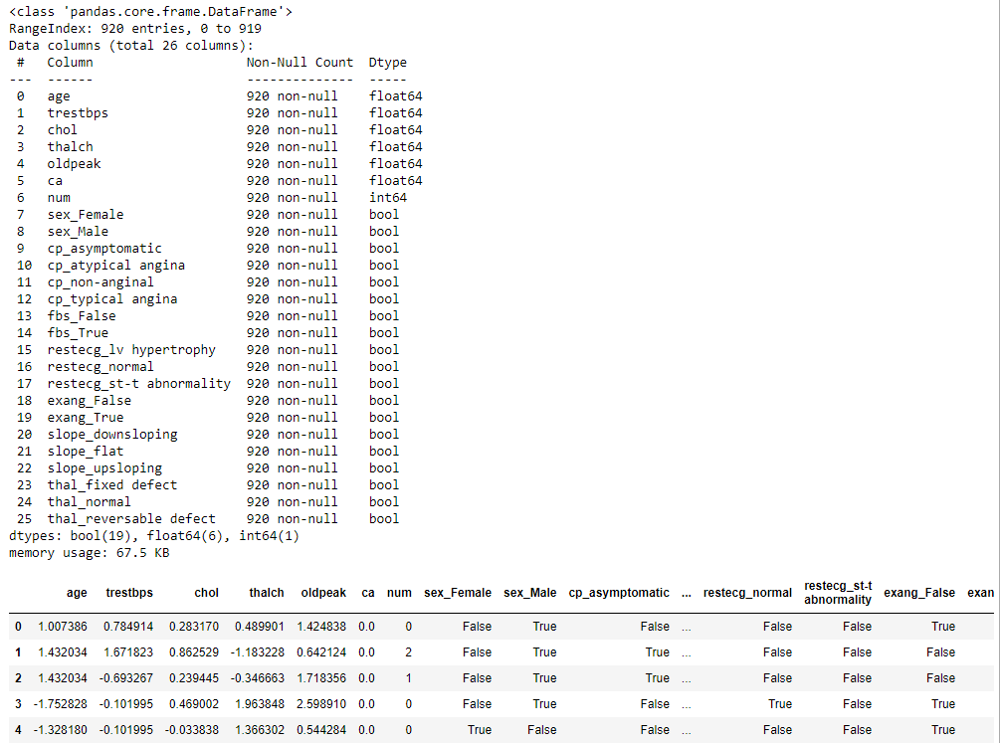 <class 'pandas.core.frame.DataFrame'>
RangeIndex: 920 entries, 0 to 919
Data columns (total 26 columns):
 #   Column                    Non-Null Count  Dtype
---  ------                    --------------  -----
 0   age                       920 non-null    float64
 1   trestbps                  920 non-null    float64
 2   chol                      920 non-null    float64
 3   thalch                    920 non-null    float64
 4   oldpeak                   920 non-null    float64
 5   ca                        920 non-null    float64
 6   num                       920 non-null    int64
 7   sex_Female                920 non-null    bool
 8   sex_Male                  920 non-null    bool
 9   cp_asymptomatic           920 non-null    bool
 10  cp_atypical angina        920 non-null    bool
 11  cp_non-anginal            920 non-null    bool
 12  cp_typical angina         920 non-null    bool
 13  fbs_False                 920 non-null    bool
 14  fbs_True                  920 non-null    bool
 15  restecg_lv hypertrophy    920 non-null    bool
 16  restecg_normal            920 non-null    bool
 17  restecg_st-t abnormality  920 non-null    bool
 18  exang_False               920 non-null    bool
 19  exang_True                920 non-null    bool
 20  slope_downsloping         920 non-null    bool
 21  slope_flat                920 non-null    bool
 22  slope_upsloping           920 non-null    bool
 23  thal_fixed defect         920 non-null    bool
 24  thal_normal               920 non-null    bool
 25  thal_reversable defect    920 non-null    bool
dtypes: bool(19), float64(6), int64(1)
memory usage: 67.5 KB
age trestbps chol thalch oldpeak ca num sex_Female sex_Male cp_asymptomatic ... restecg_normal restecg_st-t abnormality exang_False exan
0 1.007386 0.784914 0.283170 0.489901 1.424838 0.0 0 False True False ... False False True
1 1.432034 1.671823 0.862529 -1.183228 0.642124 0.0 2 False True True ... False False False
2 1.432034 -0.693267 0.239445 -0.346663 1.718356 0.0 1 False True True ... False False False
3 -1.752828 -0.101995 0.469002 1.963848 2.598910 0.0 0 False True False ... True False True
4 -1.328180 -0.101995 -0.033838 1.366302 0.544284 0.0 0 True False False ... False False True